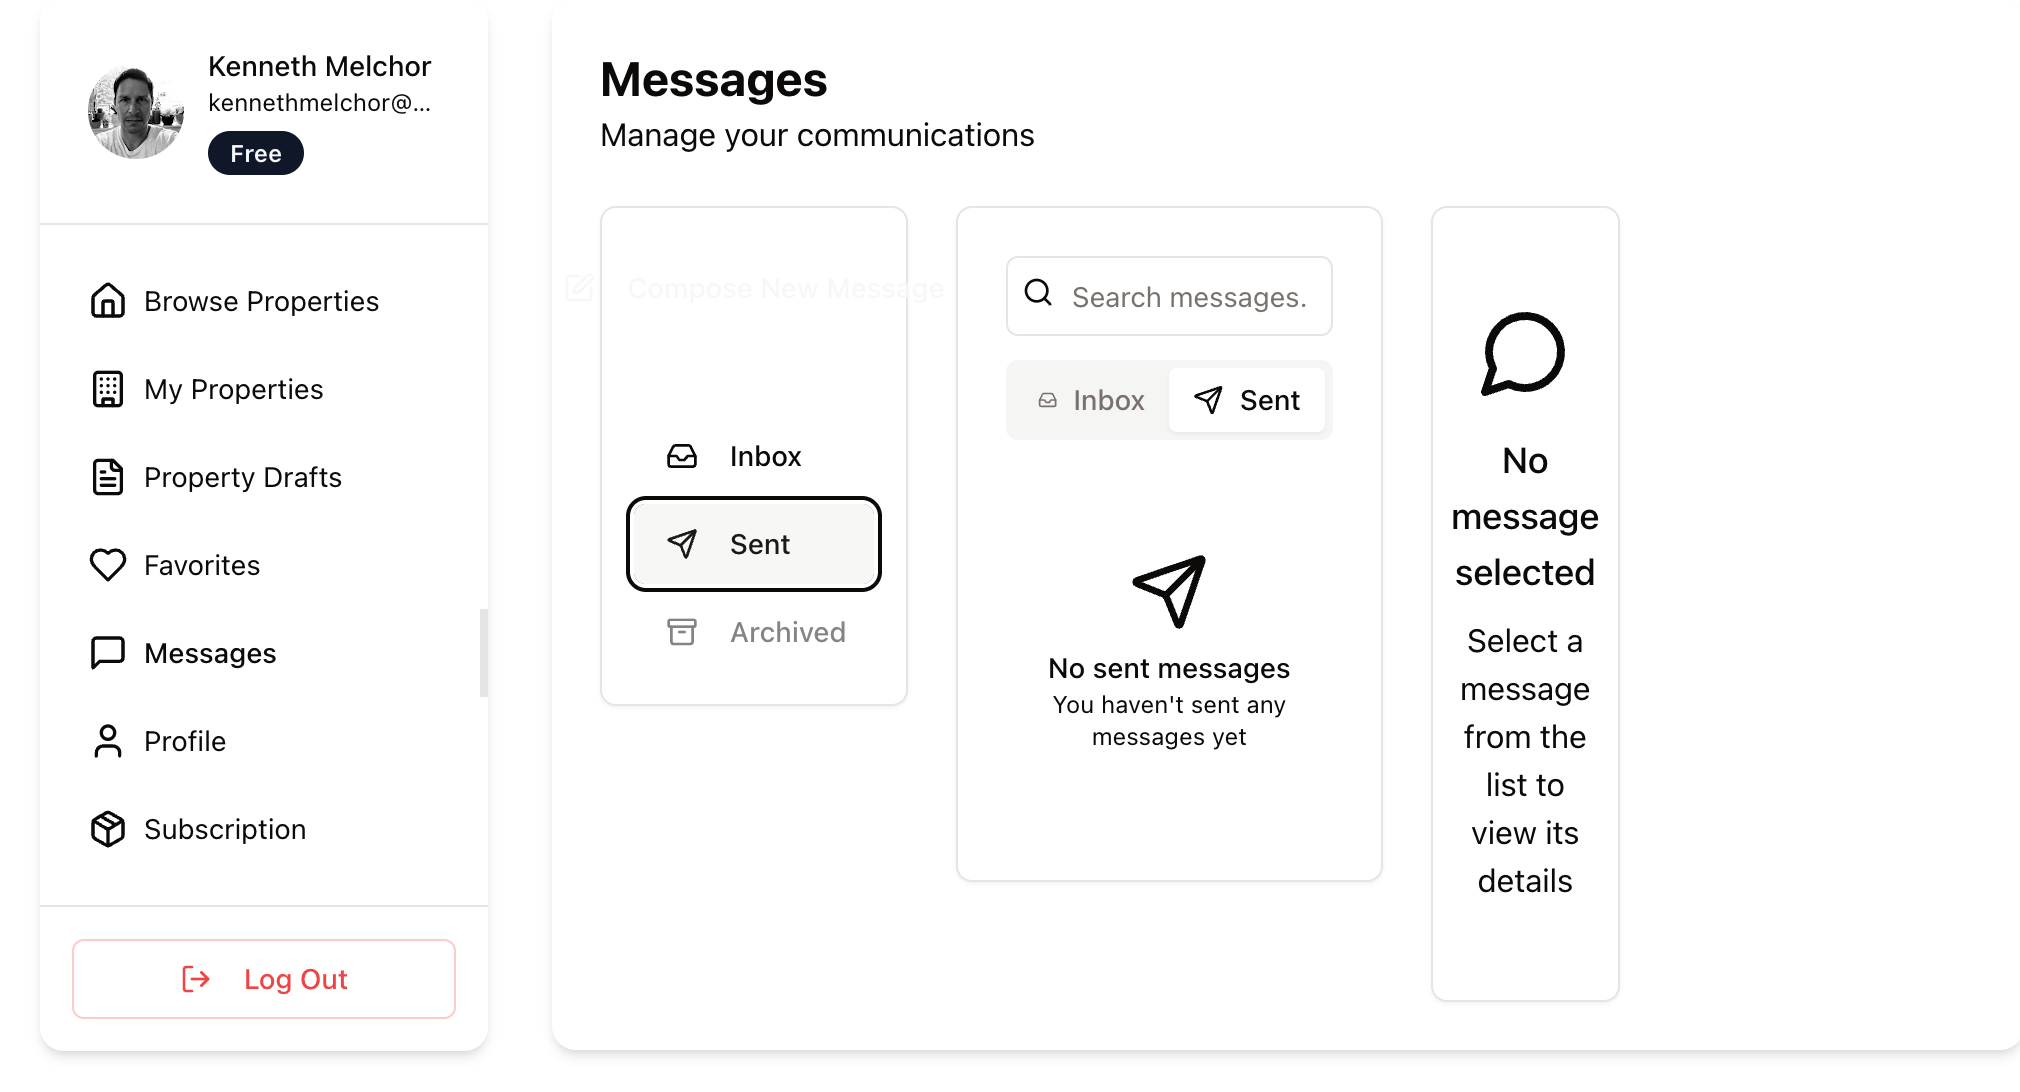 Kenneth Melchor
kennethmelchor@...
Free
Browse Properties
My Properties
Property Drafts
Favorites
Messages
Profile
Subscription
Log Out
Messages
Manage your communications
Compose New Message
Inbox
Sent
Archived
Search messages.
Inbox
Sent
No sent messages
You haven't sent any
messages yet
No
message
selected
Select a
message
from the
list to
view its
details